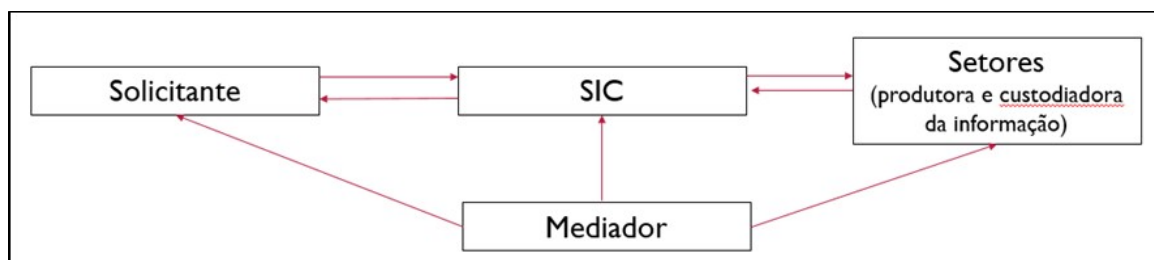 Solicitante
SIC
Setores
(produtora e custodiadora
da informação)
Mediador